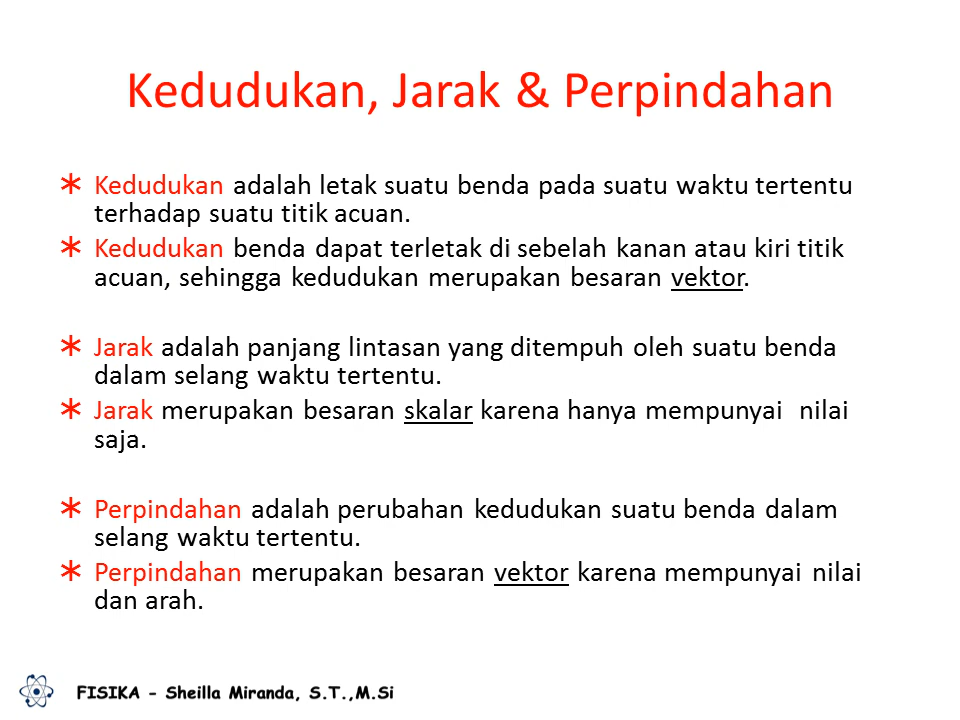 Kedudukan, Jarak & Perpindahan
Kedudukan adalah letak suatu benda pada suatu waktu tertentu
terhadap suatu titik acuan.
Kedudukan benda dapat terletak di sebelah kanan atau kiri titik
acuan, sehingga kedudukan merupakan besaran vektor.
Jarak adalah panjang lintasan yang ditempuh oleh suatu benda
dalam selang waktu tertentu.
Jarak merupakan besaran skalar karena hanya mempunyai  nilai
saja.
Perpindahan adalah perubahan kedudukan suatu benda dalam
selang waktu tertentu.
Perpindahan merupakan besaran vektor karena mempunyai nilai
dan arah.
FISIKA - Sheilla Miranda, S.T.,M.Si